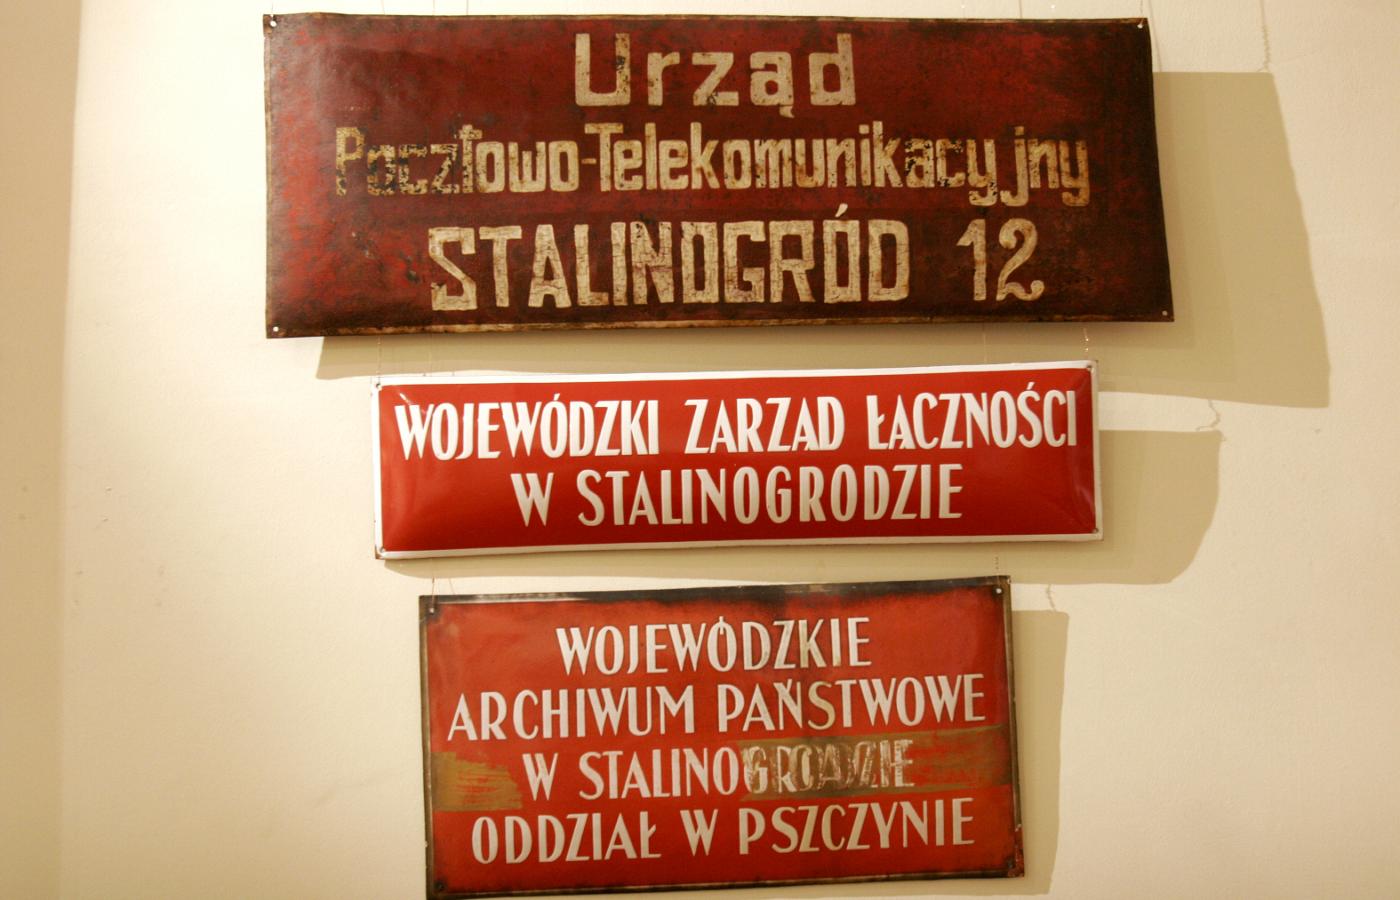 Urząd
Pocztowo-Telekomunikacyjny
STALINOGRÓD 12
WOJEWÓDZKI ZARZĄD ŁĄCZNOŚCI
W STALINOGRODZIE
WOJEWÓDZKIE
ARCHIWUM PAŃSTWOWE
W STALINOGRODZIE
ODDZIAŁ W PSZCZYNIE